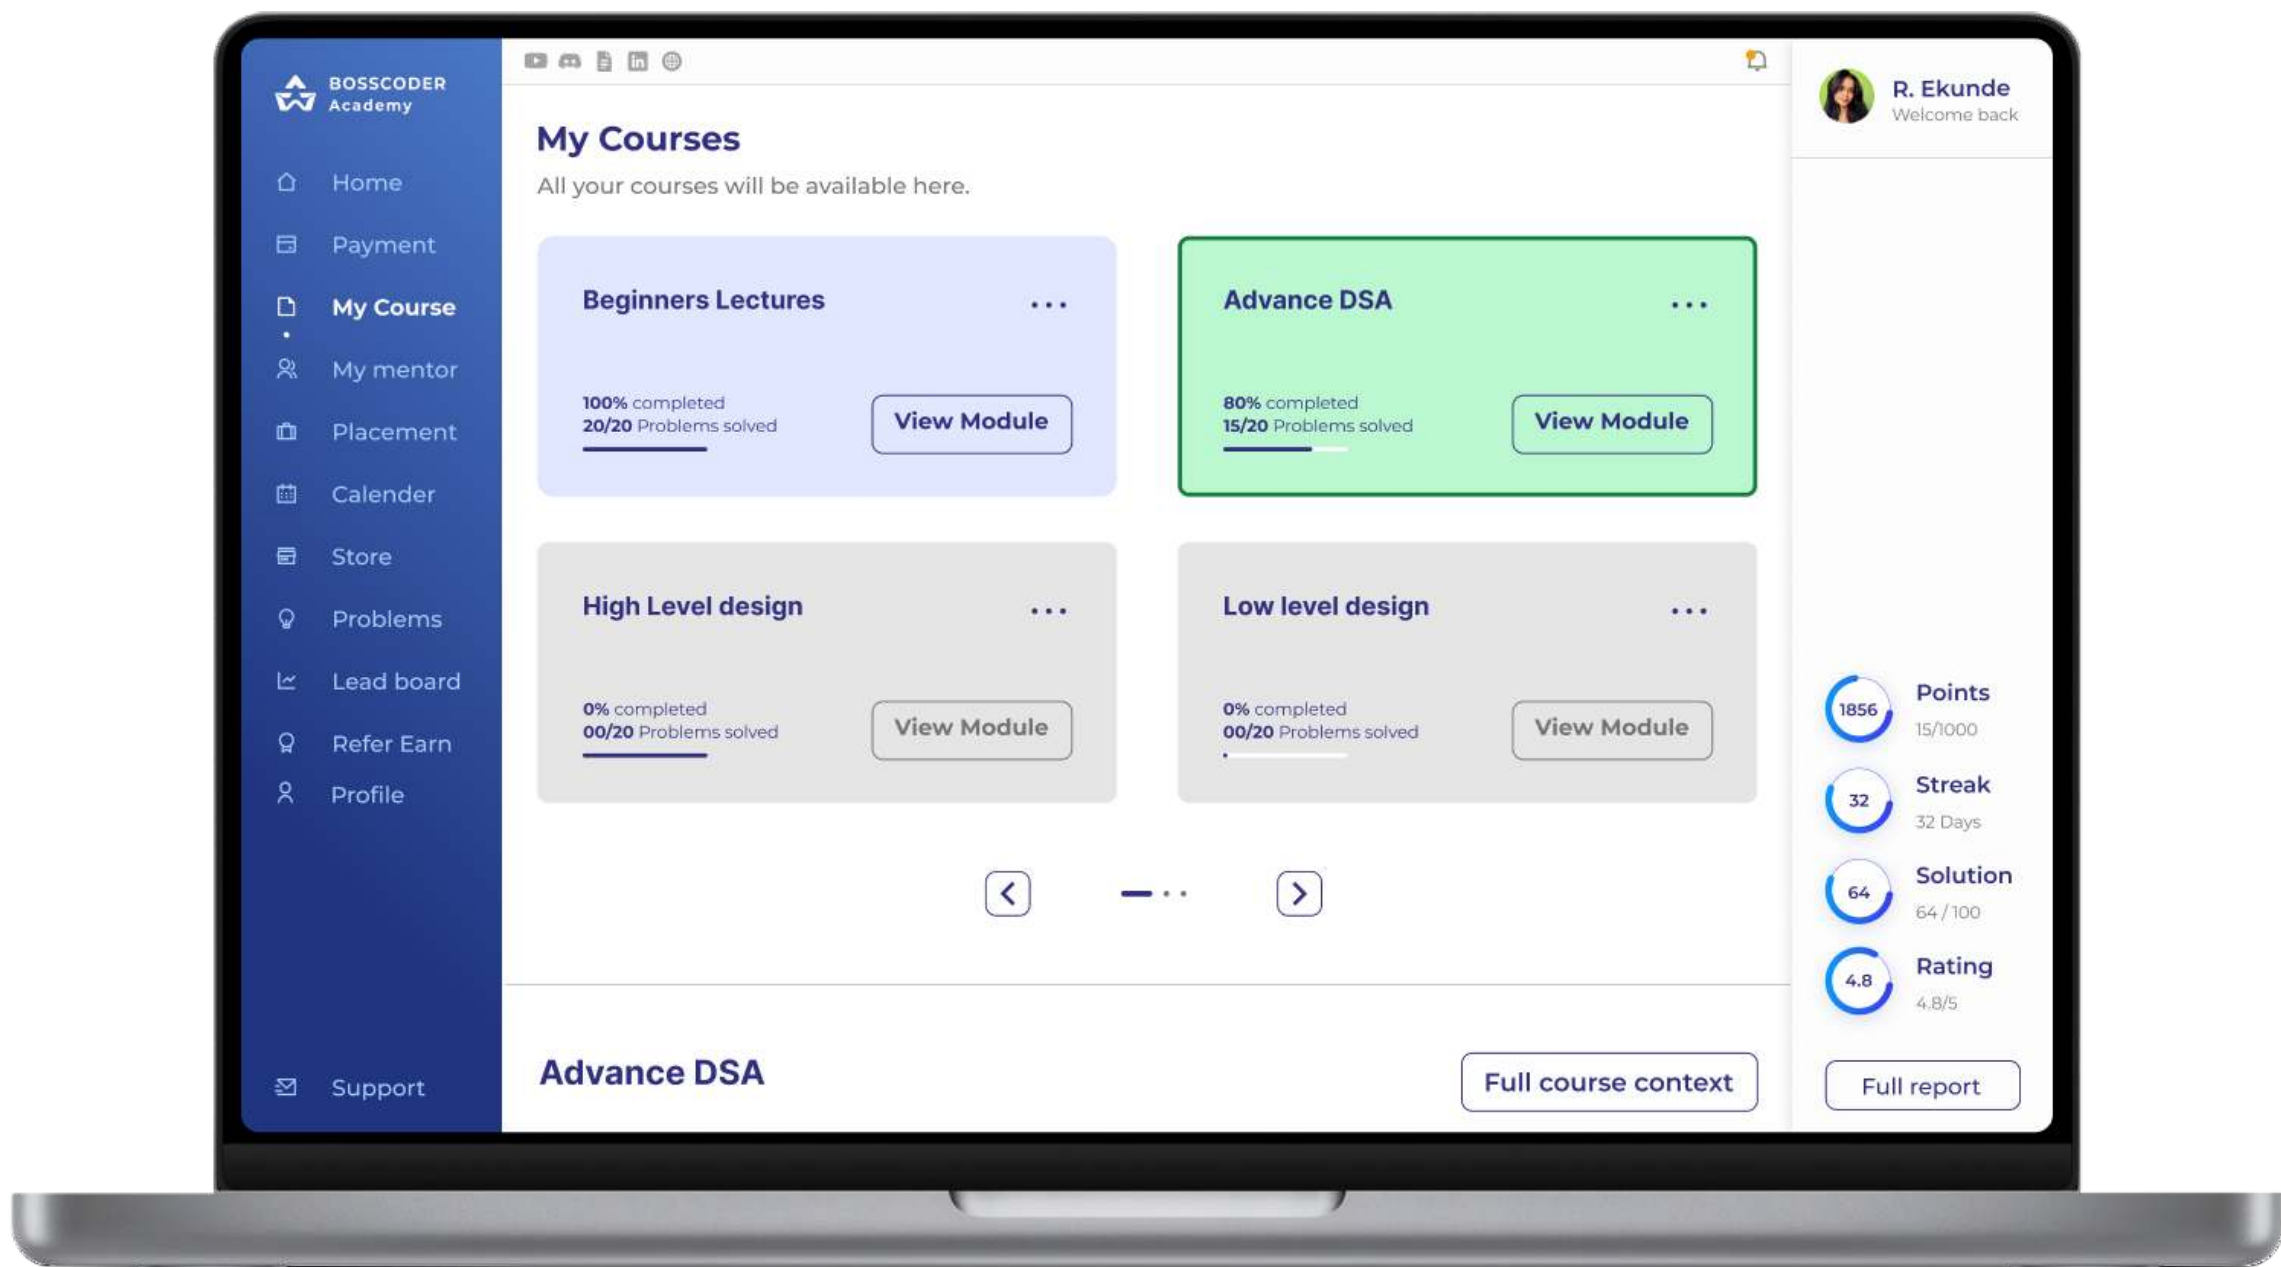 BOSSCODER
Academy
Home
Payment
My Course
My mentor
Placement
Calender
Store
Problems
Lead board
Refer Earn
Profile
Support
My Courses
All your courses will be available here.
Beginners Lectures
100% completed
20/20 Problems solved
View Module
Advance DSA
80% completed
15/20 Problems solved
View Module
High Level design
0% completed
00/20 Problems solved
View Module
Low level design
0% completed
00/20 Problems solved
View Module
Advance DSA
Full course context
R. Ekunde
Welcome back
1856
Points
15/1000
32
Streak
32 Days
64
Solution
64 / 100
4.8
Rating
4.8/5
Full report